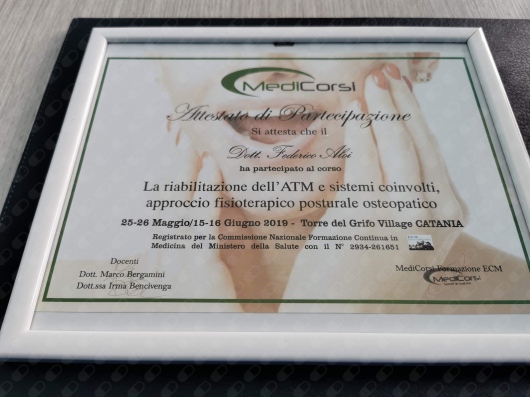 MediCorsi
Attestato di Partecipazione
Si attesta che il
Dott. Federico Aloi
ha partecipato al corso
La riabilitazione dell'ATM e sistemi coinvolti,
approccio fisioterapico posturale osteopatico
25-26 Maggio/15-16 Giugno 2019 - Torre del Grifo Village CATANIA
Registrato per la Commissione Nazionale Formazione Continua in
Medicina del Ministero della Salute con il N° 2934-261651
Docenti
Dott. Marco Bergamini
Dott.ssa Irma Bencivenga
MediCorsi Formazione ECM
MediCorsi